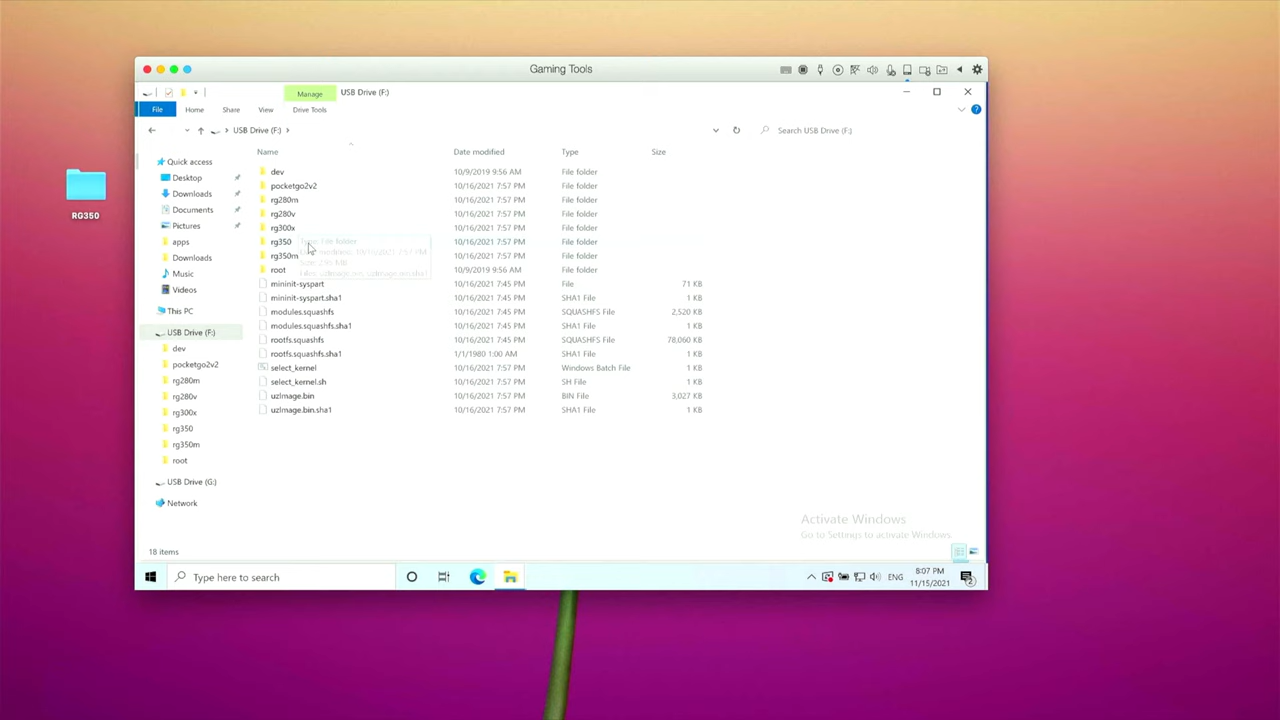 Gaming Tools
Manage
USB Drive (F:)
File
Home
Share
View
Drive Tools
USB Drive (F:)
Search USB Drive (F:)
Quick access
Desktop
Downloads
Documents
Pictures
apps
Downloads
Music
Videos
This PC
USB Drive (F:)
dev
pocketgo2v2
rg280m
rg280v
rg300x
rg350
rg350m
root
USB Drive (G:)
Network
Name Date modified Type Size
dev 10/9/2019 9:56 AM File folder
pocketgo2v2 10/16/2021 7:57 PM File folder
rg280m 10/16/2021 7:57 PM File folder
rg280v 10/16/2021 7:57 PM File folder
rg300x 10/16/2021 7:57 PM File folder
rg350 10/16/2021 7:57 PM File folder
rg350m 10/16/2021 7:57 PM File folder
root 10/9/2019 9:56 AM File folder
mininit-syspart 10/16/2021 7:45 PM File 71 KB
mininit-syspart.sha1 10/16/2021 7:45 PM SHA1 File 1 KB
modules.squashfs 10/16/2021 7:45 PM SQUASHFS File 2,520 KB
modules.squashfs.sha1 10/16/2021 7:45 PM SHA1 File 1 KB
rootfs.squashfs 10/16/2021 7:45 PM SQUASHFS File 78,060 KB
rootfs.squashfs.sha1 1/1/1980 1:00 AM SHA1 File 1 KB
select_kernel 10/16/2021 7:57 PM Windows Batch File 1 KB
select_kernel.sh 10/16/2021 7:57 PM SH File 1 KB
uzImage.bin 10/16/2021 7:57 PM BIN File 3,027 KB
uzImage.bin.sha1 10/16/2021 7:57 PM SHA1 File 1 KB
Type: File folder
RG350
Activate Windows
Go to Settings to activate Windows.
18 items
Type here to search
ENG
8:07 PM
11/15/2021
2